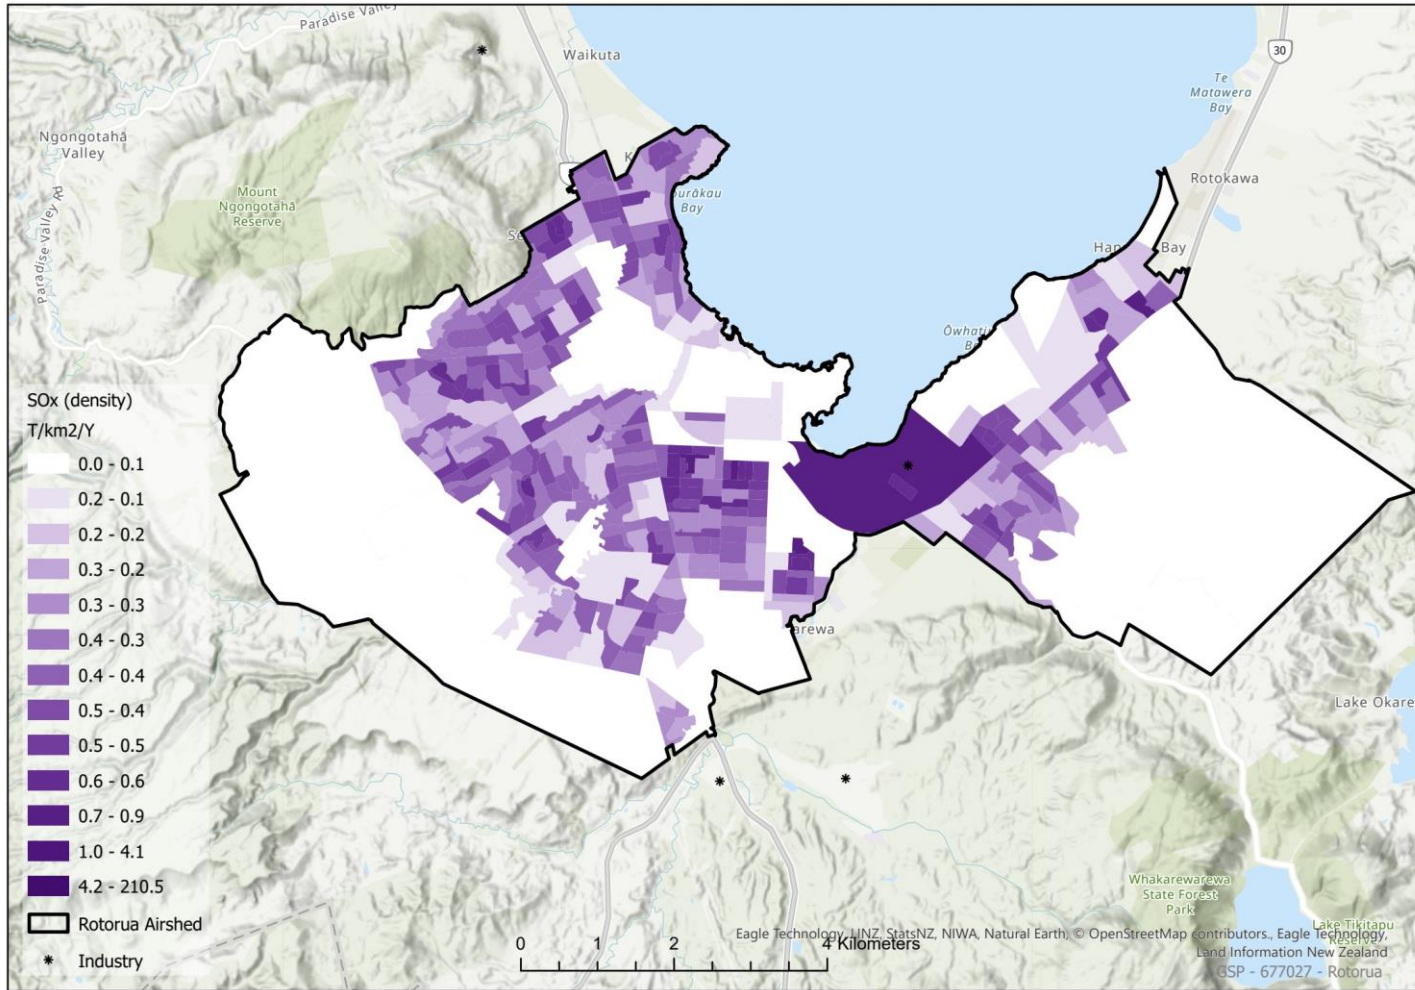 Paradise Valley
Waikuta
30
Te
Matawera
Bay
Ngongotahā
Valley
Rotokawa
Mount
Ngongotahā
Reserve
Bay
Paradise Valley Rd
Bay
SOx (density)
T/km2/Y
0.0 - 0.1
0.2 - 0.1
0.2 - 0.2
0.3 - 0.2
0.3 - 0.3
0.4 - 0.3
0.4 - 0.4
0.5 - 0.4
0.5 - 0.5
0.6 - 0.6
0.7 - 0.9
1.0 - 4.1
4.2 - 210.5
Rotorua Airshed
Industry
arewa
Lake Okare
Whakarewarewa
State Forest
Park
Lake Tikitapu
Reserve
0 1 2 4 Kilometers
Eagle Technology, LINZ, StatsNZ, NIWA, Natural Earth, © OpenStreetMap contributors., Eagle Technology,
Land Information New Zealand
GSP - 677027 - Rotorua